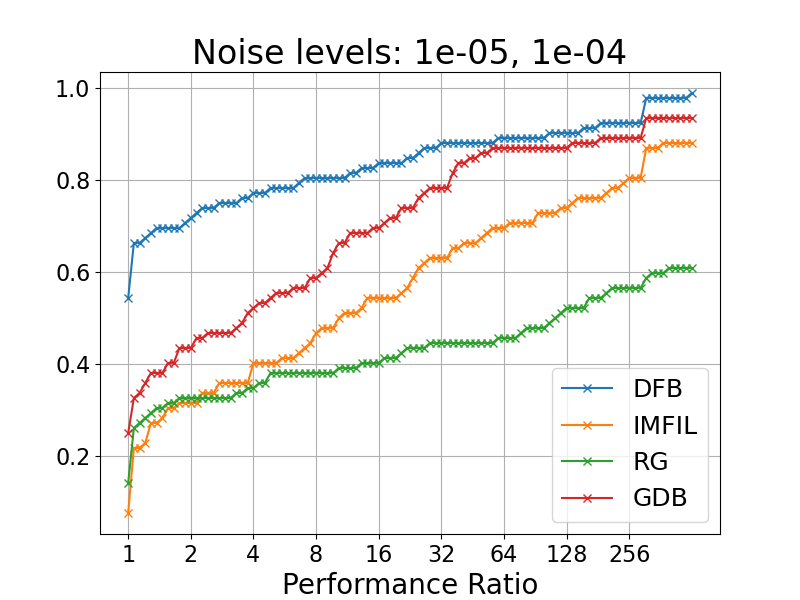 Noise levels: 1e-05, 1e-04
1.0
0.8
0.6
0.4
0.2
DFB
IMFIL
RG
GDB
1 2 4 8 16 32 64 128 256
Performance Ratio